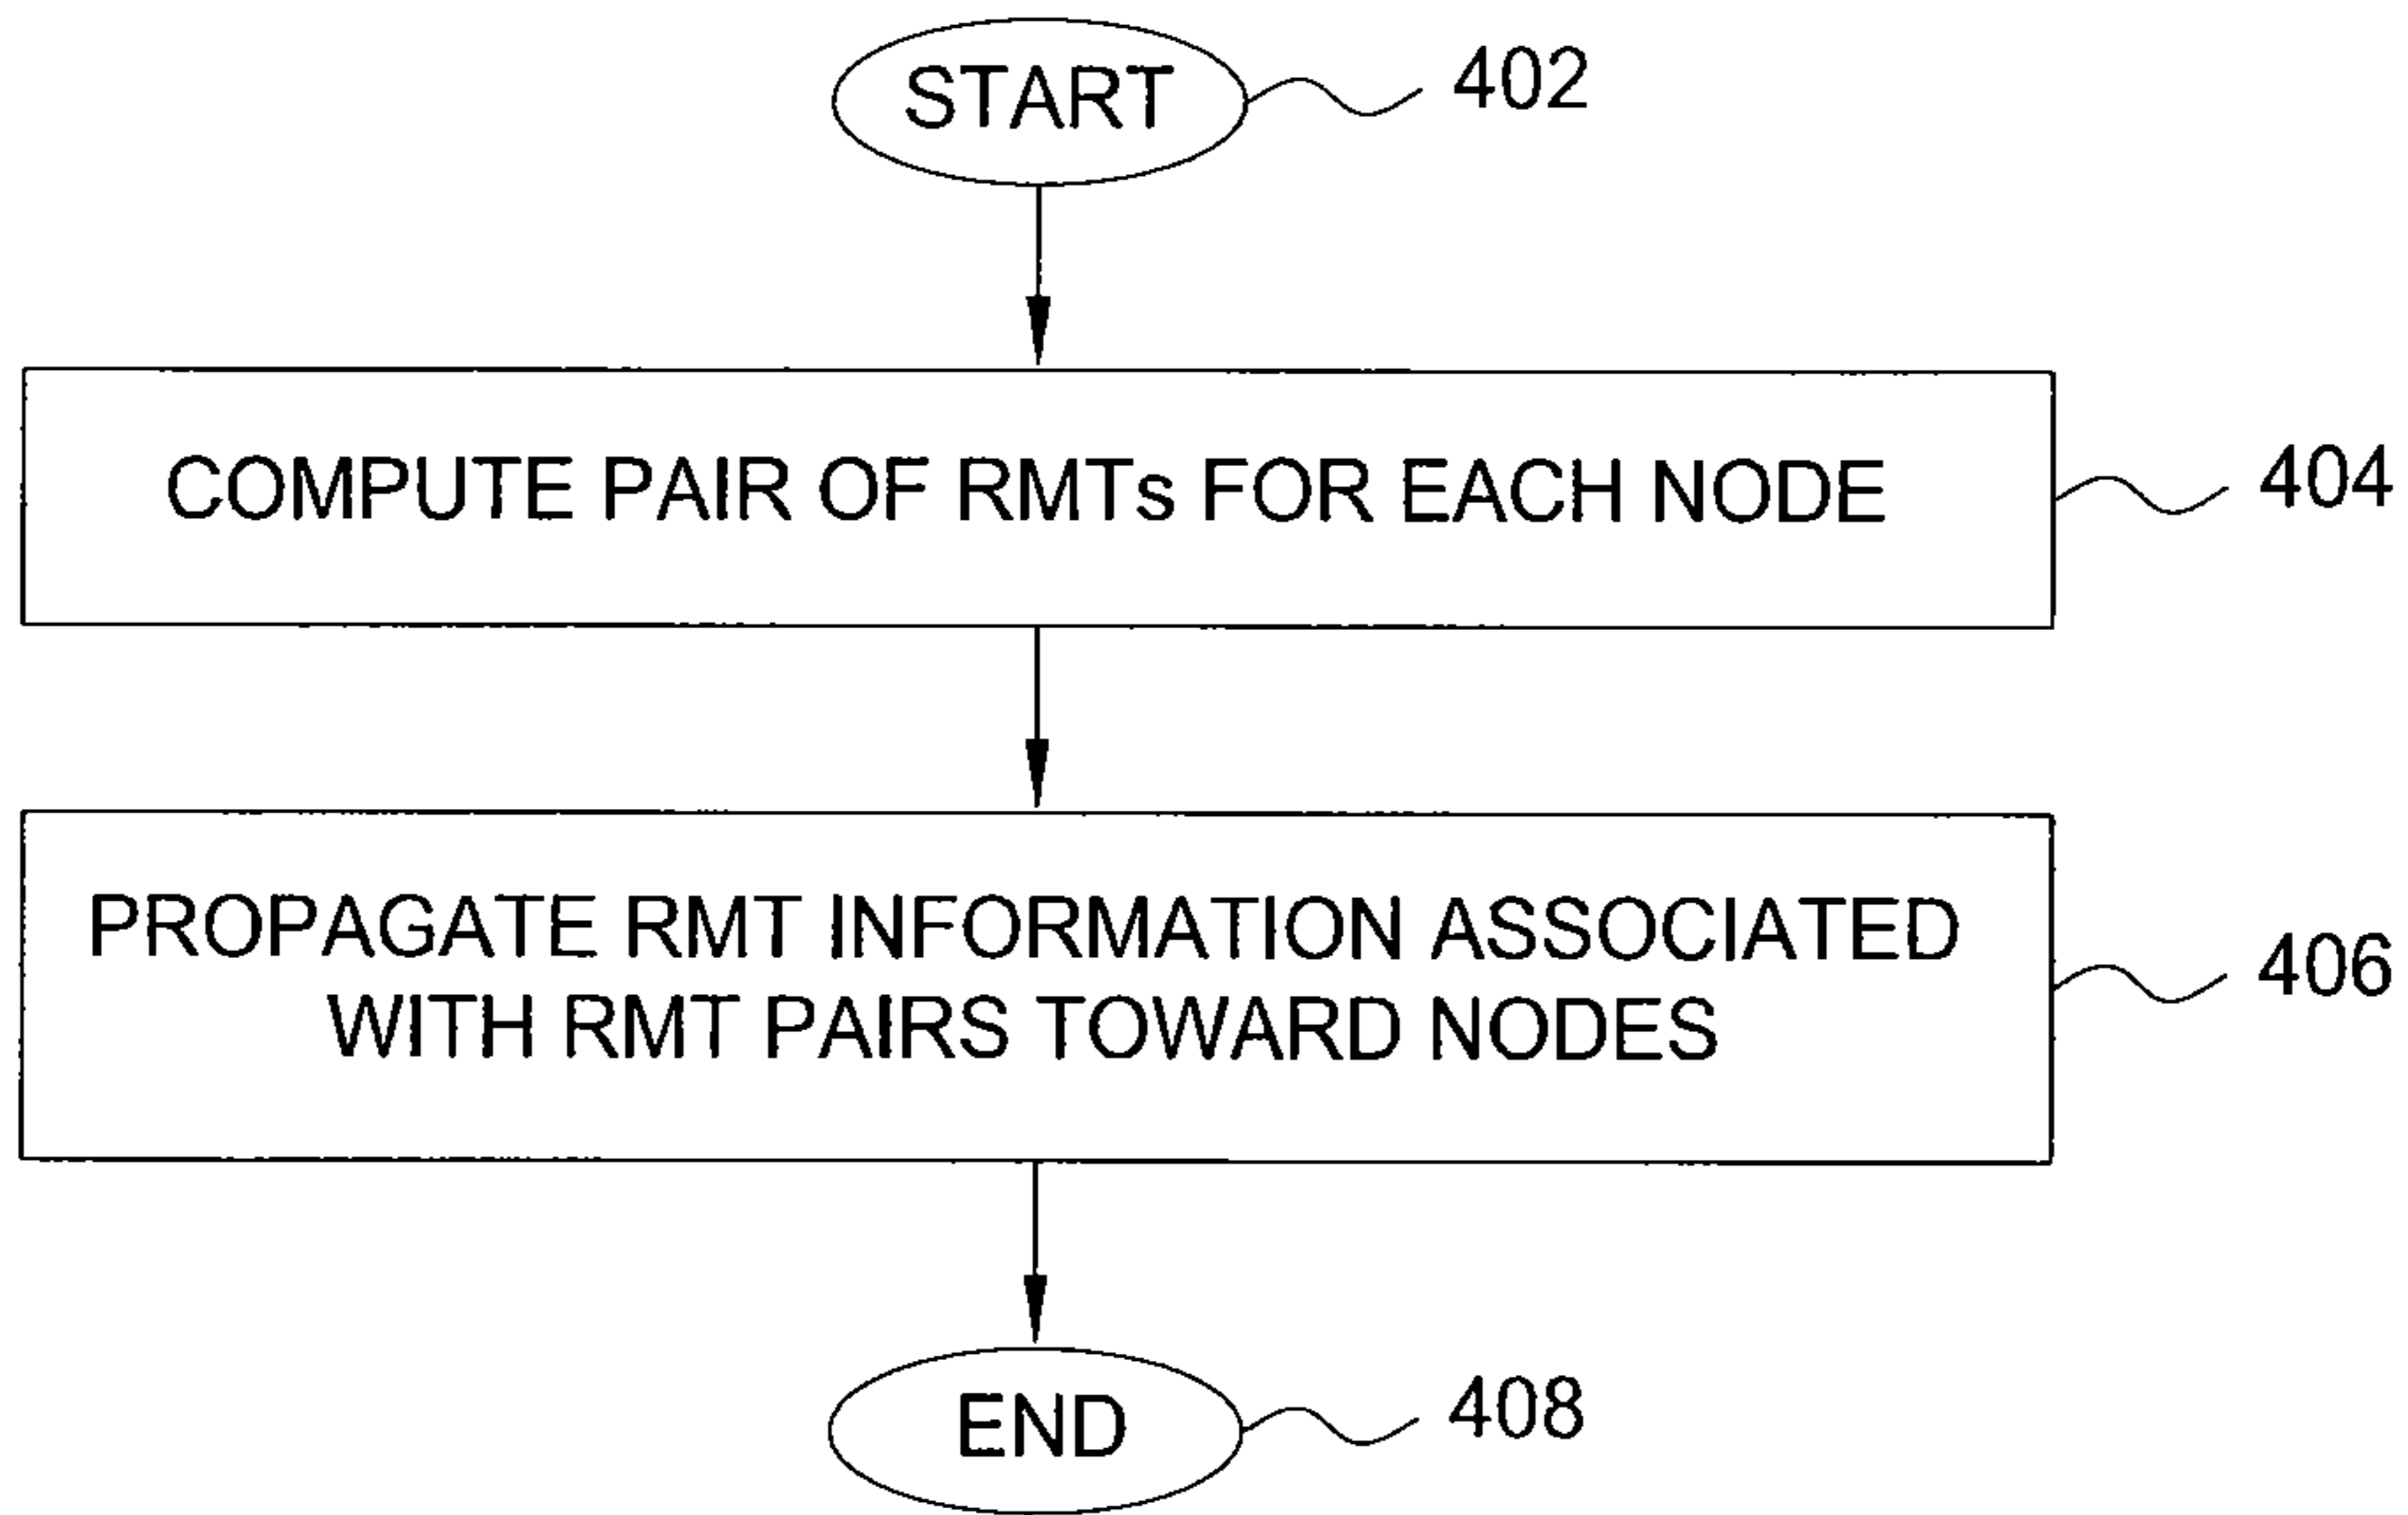 START
402
COMPUTE PAIR OF RMTs FOR EACH NODE
404
PROPAGATE RMT INFORMATION ASSOCIATED
WITH RMT PAIRS TOWARD NODES
406
END
408